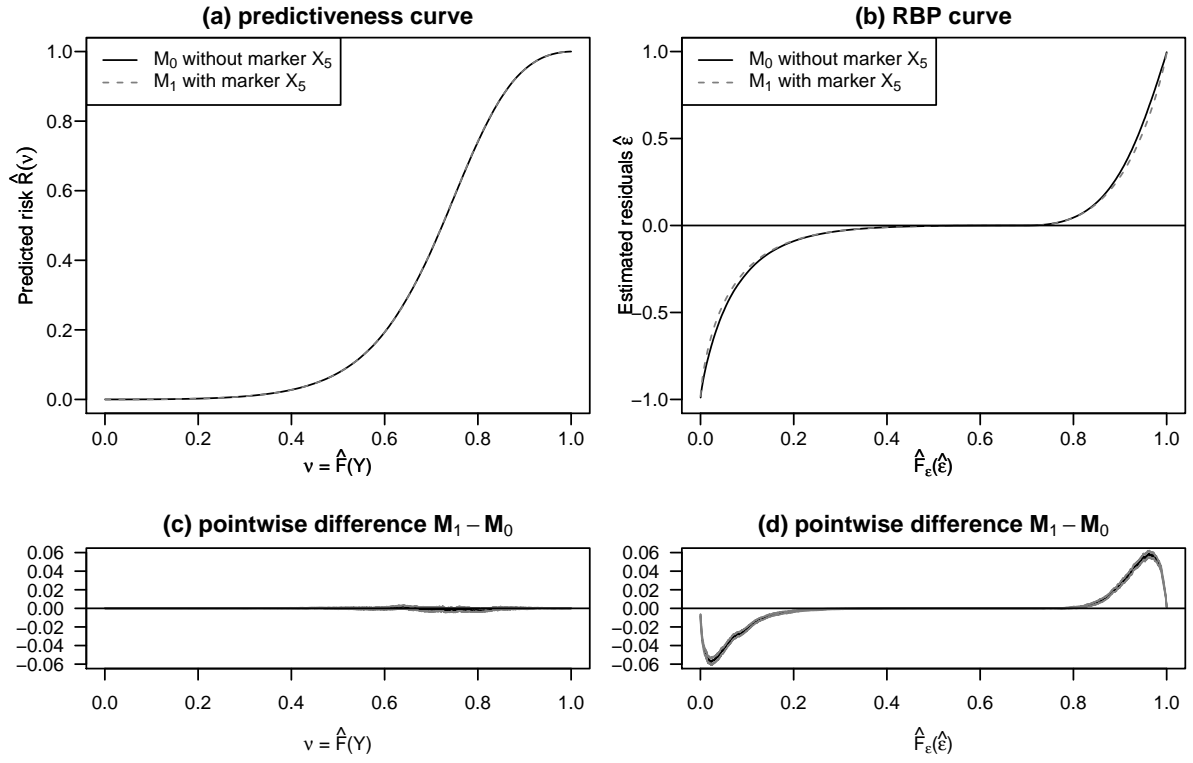 (a) predictiveness curve
M₀ without marker X₅
M₁ with marker X₅
Predicted risk R̂(ν)
1.0
0.8
0.6
0.4
0.2
0.0
0.0 0.2 0.4 0.6 0.8 1.0
ν = F̂(Y)
(b) RBP curve
M₀ without marker X₅
M₁ with marker X₅
Estimated residuals ε̂
1.0
0.5
0.0
−0.5
−1.0
0.0 0.2 0.4 0.6 0.8 1.0
F̂ε(ε̂)
(c) pointwise difference M₁ − M₀
0.06
0.04
0.02
0.00
−0.02
−0.04
−0.06
0.0 0.2 0.4 0.6 0.8 1.0
ν = F̂(Y)
(d) pointwise difference M₁ − M₀
0.06
0.04
0.02
0.00
−0.02
−0.04
−0.06
0.0 0.2 0.4 0.6 0.8 1.0
F̂ε(ε̂)